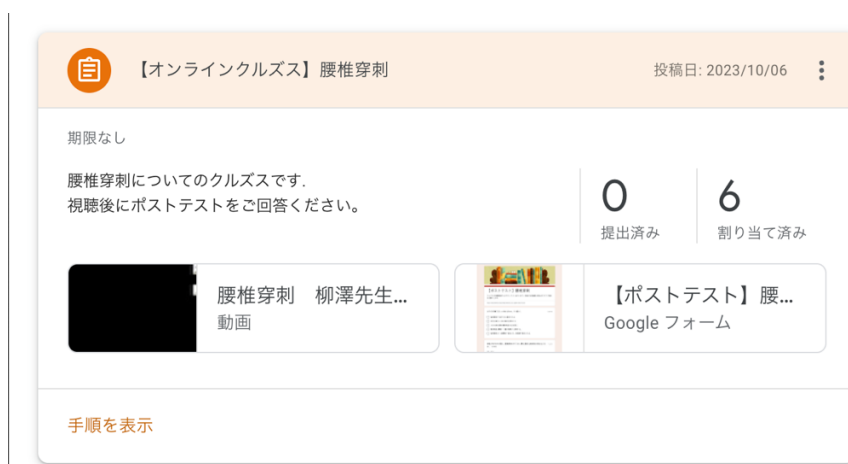 【オンラインクルズス】腰椎穿刺
投稿日: 2023/10/06
期限なし
腰椎穿刺についてのクルズスです.
視聴後にポストテストをご回答ください。
0
提出済み
6
割り当て済み
腰椎穿刺　柳澤先生...
動画
【ポストテスト】腰...
Google フォーム
手順を表示